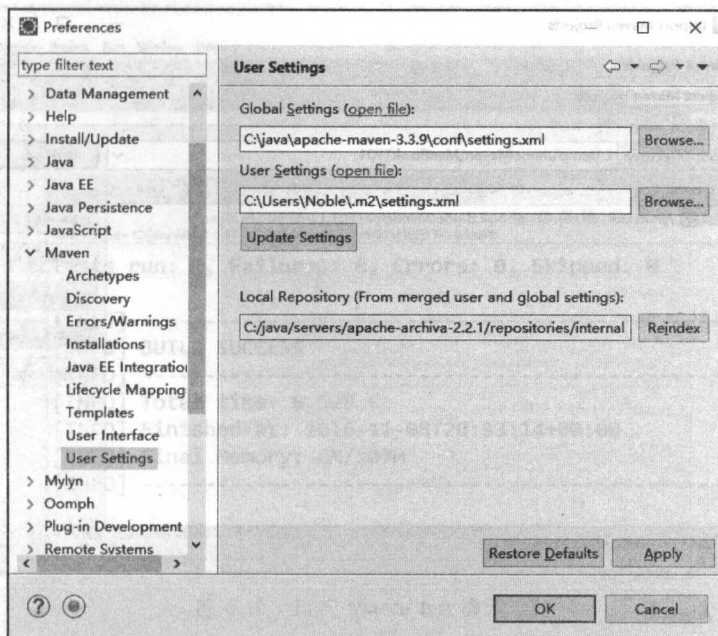 Preferences
type filter text
User Settings
Data Management
Help
Install/Update
Java
Java EE
Java Persistence
JavaScript
Maven
Archetypes
Discovery
Errors/Warnings
Installations
Java EE Integration
Lifecycle Mapping
Templates
User Interface
User Settings
Mylyn
Oomph
Plug-in Development
Remote Systems
Global Settings (open file):
C:\java\apache-maven-3.3.9\conf\settings.xml Browse...
User Settings (open file):
C:\Users\Noble\.m2\settings.xml Browse...
Update Settings
Local Repository (From merged user and global settings):
C:/java/servers/apache-archiva-2.2.1/repositories/internal Reindex
Restore Defaults Apply
OK Cancel